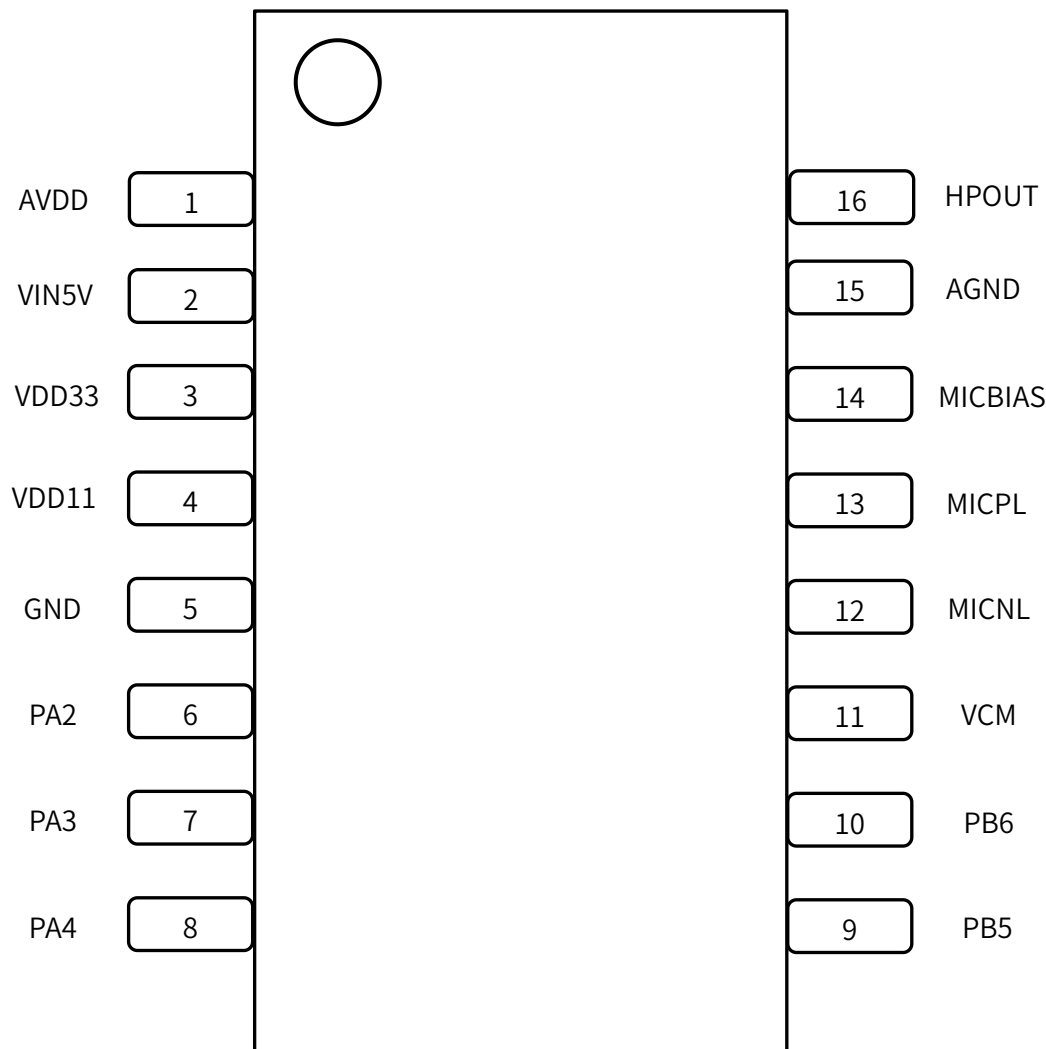 AVDD 1 16 HPOUT
VIN5V 2 15 AGND
VDD33 3 14 MICBIAS
VDD11 4 13 MICPL
GND 5 12 MICNL
PA2 6 11 VCM
PA3 7 10 PB6
PA4 8 9 PB5